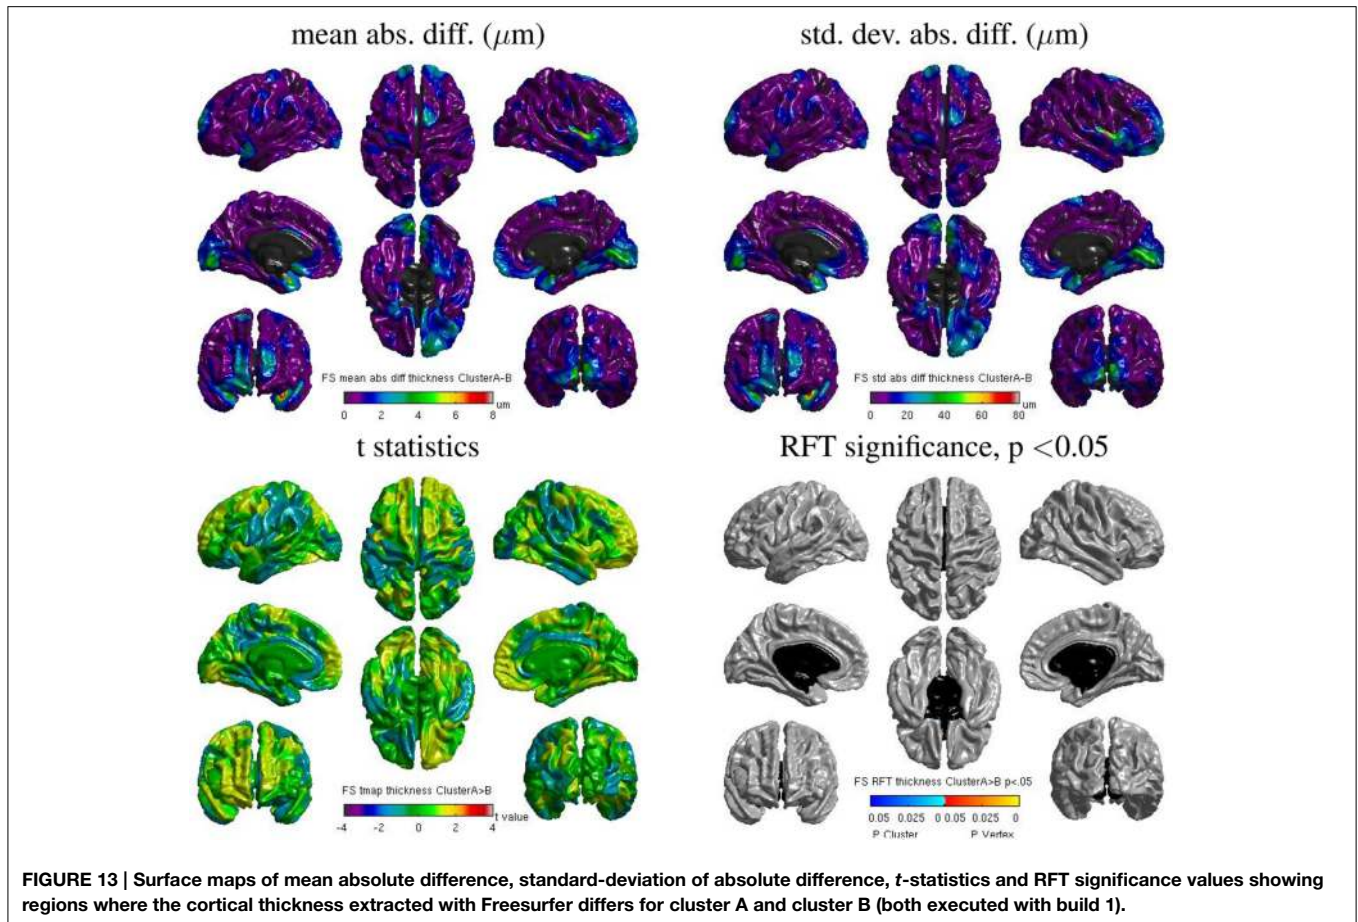 mean abs. diff. (μm)
std. dev. abs. diff. (μm)
FS mean abs diff thickness ClusterA-B
0 2 4 6 8 um
FS std abs diff thickness ClusterA-B
0 20 40 60 80 um
t statistics
RFT significance, p <0.05
FS tmap thickness ClusterA>B
-4 -2 0 2 4 t value
FS RFT thickness ClusterA>B p<.05
0.05 0.025 0 0.05 0.025 0
P Cluster P Vertex
FIGURE 13 | Surface maps of mean absolute difference, standard-deviation of absolute difference, t-statistics and RFT significance values showing
regions where the cortical thickness extracted with Freesurfer differs for cluster A and cluster B (both executed with build 1).